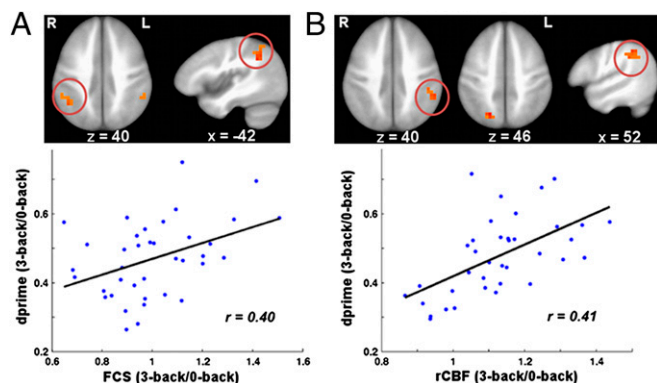 A
R L
z = 40 x = -42
dprime (3-back/0-back)
0.6
0.4
0.2
r = 0.40
0.6 0.8 1 1.2 1.4 1.6
FCS (3-back/0-back)
B
R L
z = 40 z = 46 x = 52
dprime (3-back/0-back)
0.6
0.4
0.2
r = 0.41
1 1.2 1.4
rCBF (3-back/0-back)